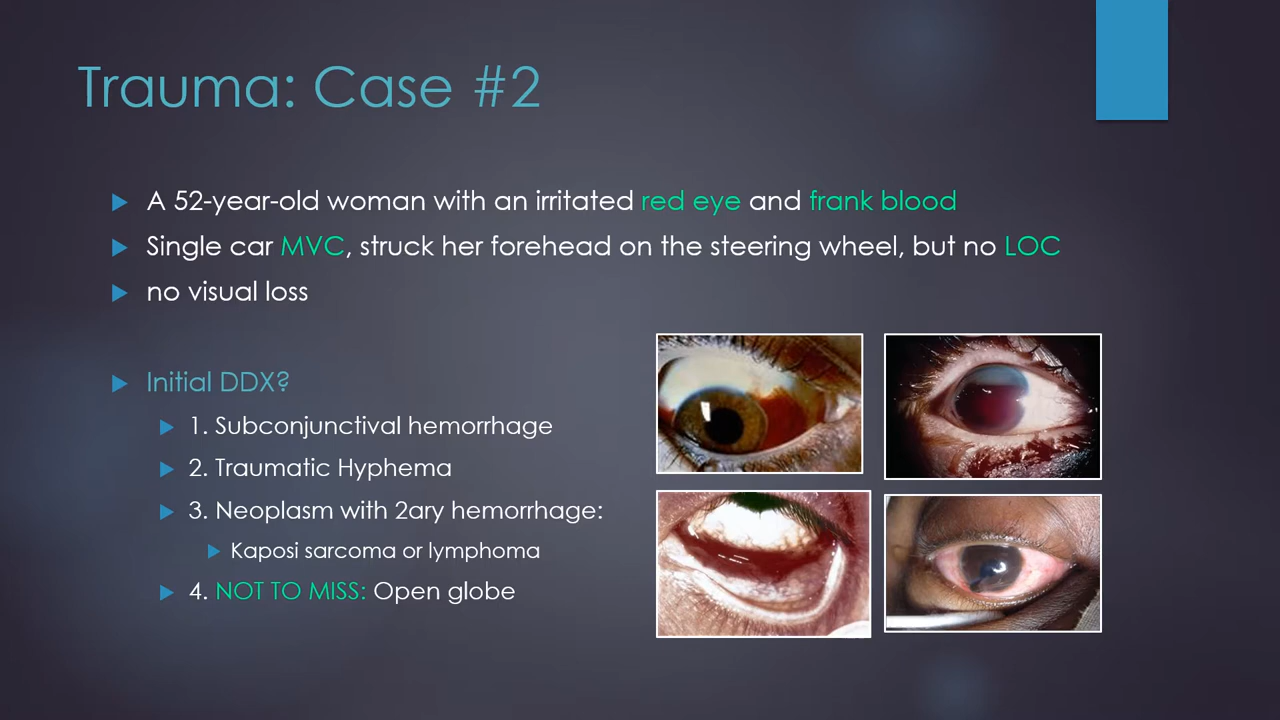 Trauma: Case #2
A 52-year-old woman with an irritated red eye and frank blood
Single car MVC, struck her forehead on the steering wheel, but no LOC
no visual loss
Initial DDX?
1. Subconjunctival hemorrhage
2. Traumatic Hyphema
3. Neoplasm with 2ary hemorrhage:
Kaposi sarcoma or lymphoma
4. NOT TO MISS: Open globe